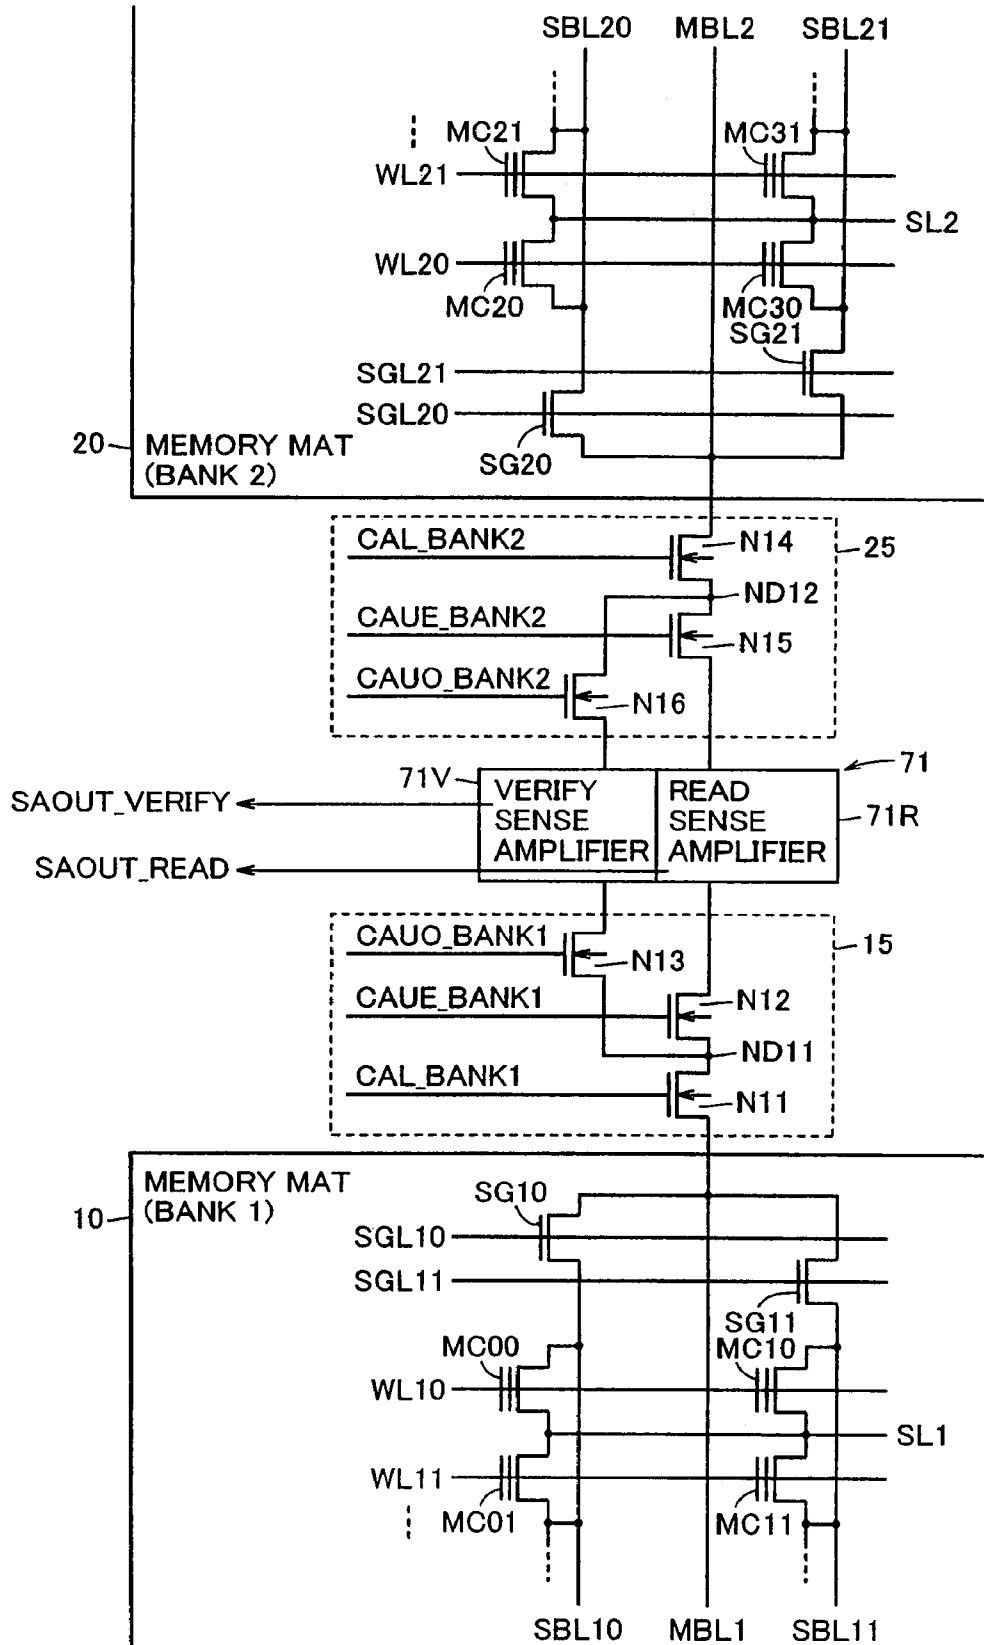 SBL20 MBL2 SBL21
MC21 MC31
WL21
SL2
WL20
MC20 MC30
SG21
SGL21
SGL20
SG20
20
MEMORY MAT
(BANK 2)
CAL_BANK2 N14 25
ND12
CAUE_BANK2
N15
CAUO_BANK2
N16
71V 71
SAOUT_VERIFY
VERIFY
SENSE
AMPLIFIER
READ
SENSE
AMPLIFIER
71R
SAOUT_READ
CAUO_BANK1 15
N13
CAUE_BANK1 N12
ND11
CAL_BANK1
N11
MEMORY MAT
(BANK 1)
10
SG10
SGL10
SGL11
SG11
MC00 MC10
WL10
SL1
WL11
MC01 MC11
SBL10 MBL1 SBL11